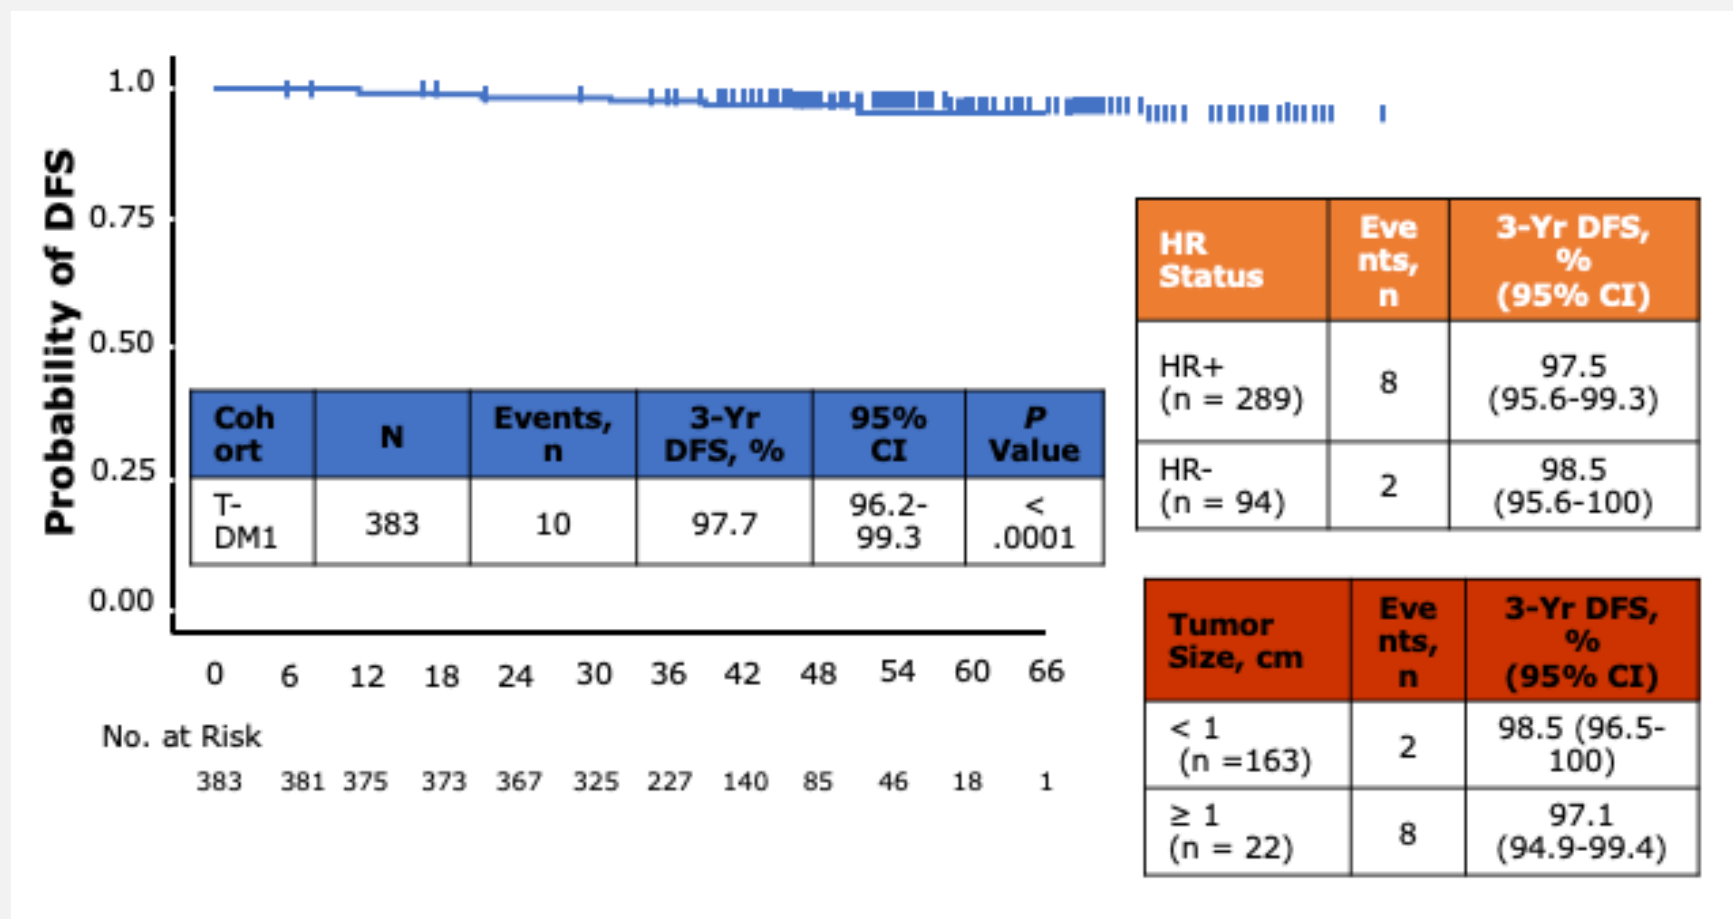 Probability of DFS
1.0
0.75
0.50
0.25
0.00
0 6 12 18 24 30 36 42 48 54 60 66
No. at Risk
383 381 375 373 367 325 227 140 85 46 18 1
Coh
ort
N
Events,
n
3-Yr
DFS, %
95%
CI
P
Value
T-
DM1
383
10
97.7
96.2-
99.3
<
.0001
HR
Status
Eve
nts,
n
3-Yr DFS,
%
(95% CI)
HR+
(n = 289)
8
97.5
(95.6-99.3)
HR-
(n = 94)
2
98.5
(95.6-100)
Tumor
Size, cm
Eve
nts,
n
3-Yr DFS,
%
(95% CI)
< 1
(n =163)
2
98.5 (96.5-
100)
≥ 1
(n = 22)
8
97.1
(94.9-99.4)